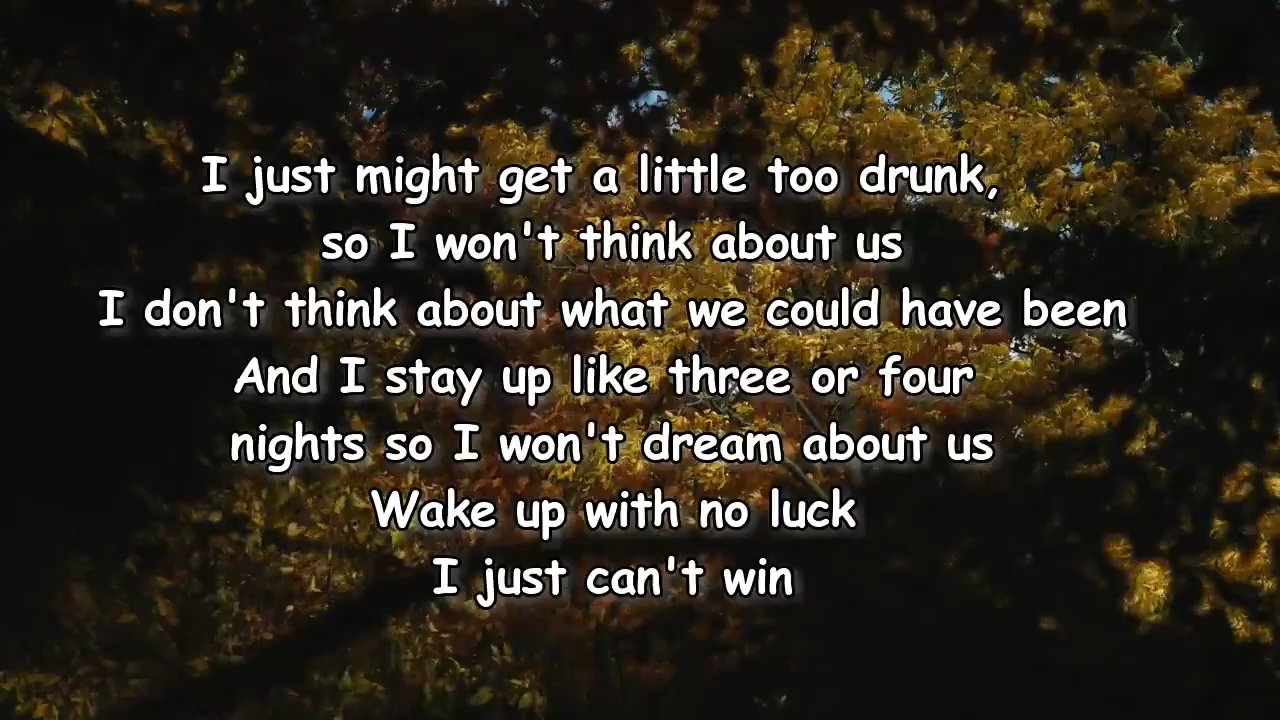 I just might get a little too drunk,
so I won't think about us
I don't think about what we could have been
And I stay up like three or four
nights so I won't dream about us
Wake up with no luck
I just can't win